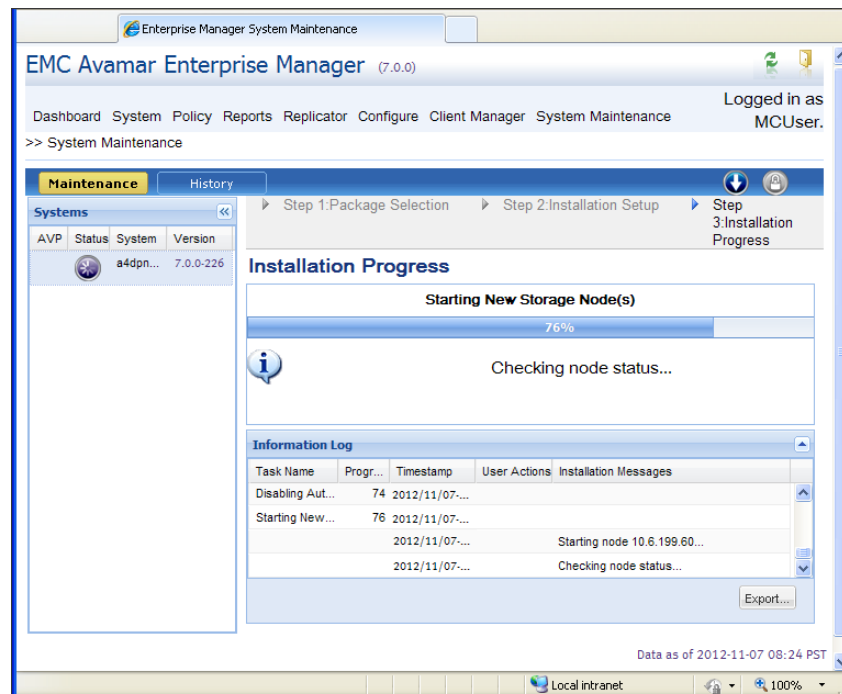 Enterprise Manager System Maintenance
EMC Avamar Enterprise Manager (7.0.0)
Logged in as
MCUser.
Dashboard System Policy Reports Replicator Configure Client Manager System Maintenance
>> System Maintenance
Maintenance History
Systems
AVP Status System Version
a4dpn... 7.0.0-226
Step 1:Package Selection Step 2:Installation Setup Step
3:Installation
Progress
Installation Progress
Starting New Storage Node(s)
76%
Checking node status...
Information Log
Task Name Progr... Timestamp User Actions Installation Messages
Disabling Aut... 74 2012/11/07-...
Starting New... 76 2012/11/07-...
2012/11/07-... Starting node 10.6.199.60...
2012/11/07-... Checking node status...
Export...
Data as of 2012-11-07 08:24 PST
Local intranet 100%